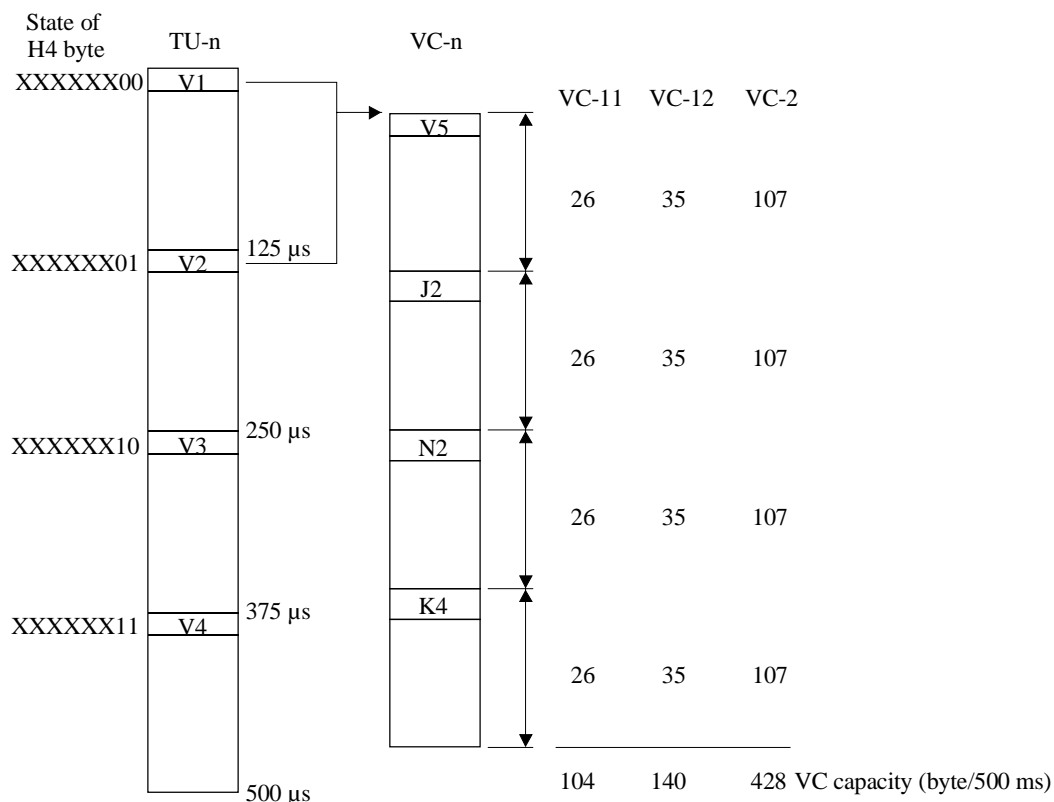 State of
H4 byte
TU-n
VC-n
XXXXXX00
V1
VC-11 VC-12 VC-2
V5
26 35 107
125 µs
XXXXXX01
V2
J2
26 35 107
250 µs
XXXXXX10
V3
N2
26 35 107
K4
375 µs
XXXXXX11
V4
26 35 107
104 140 428 VC capacity (byte/500 ms)
500 µs